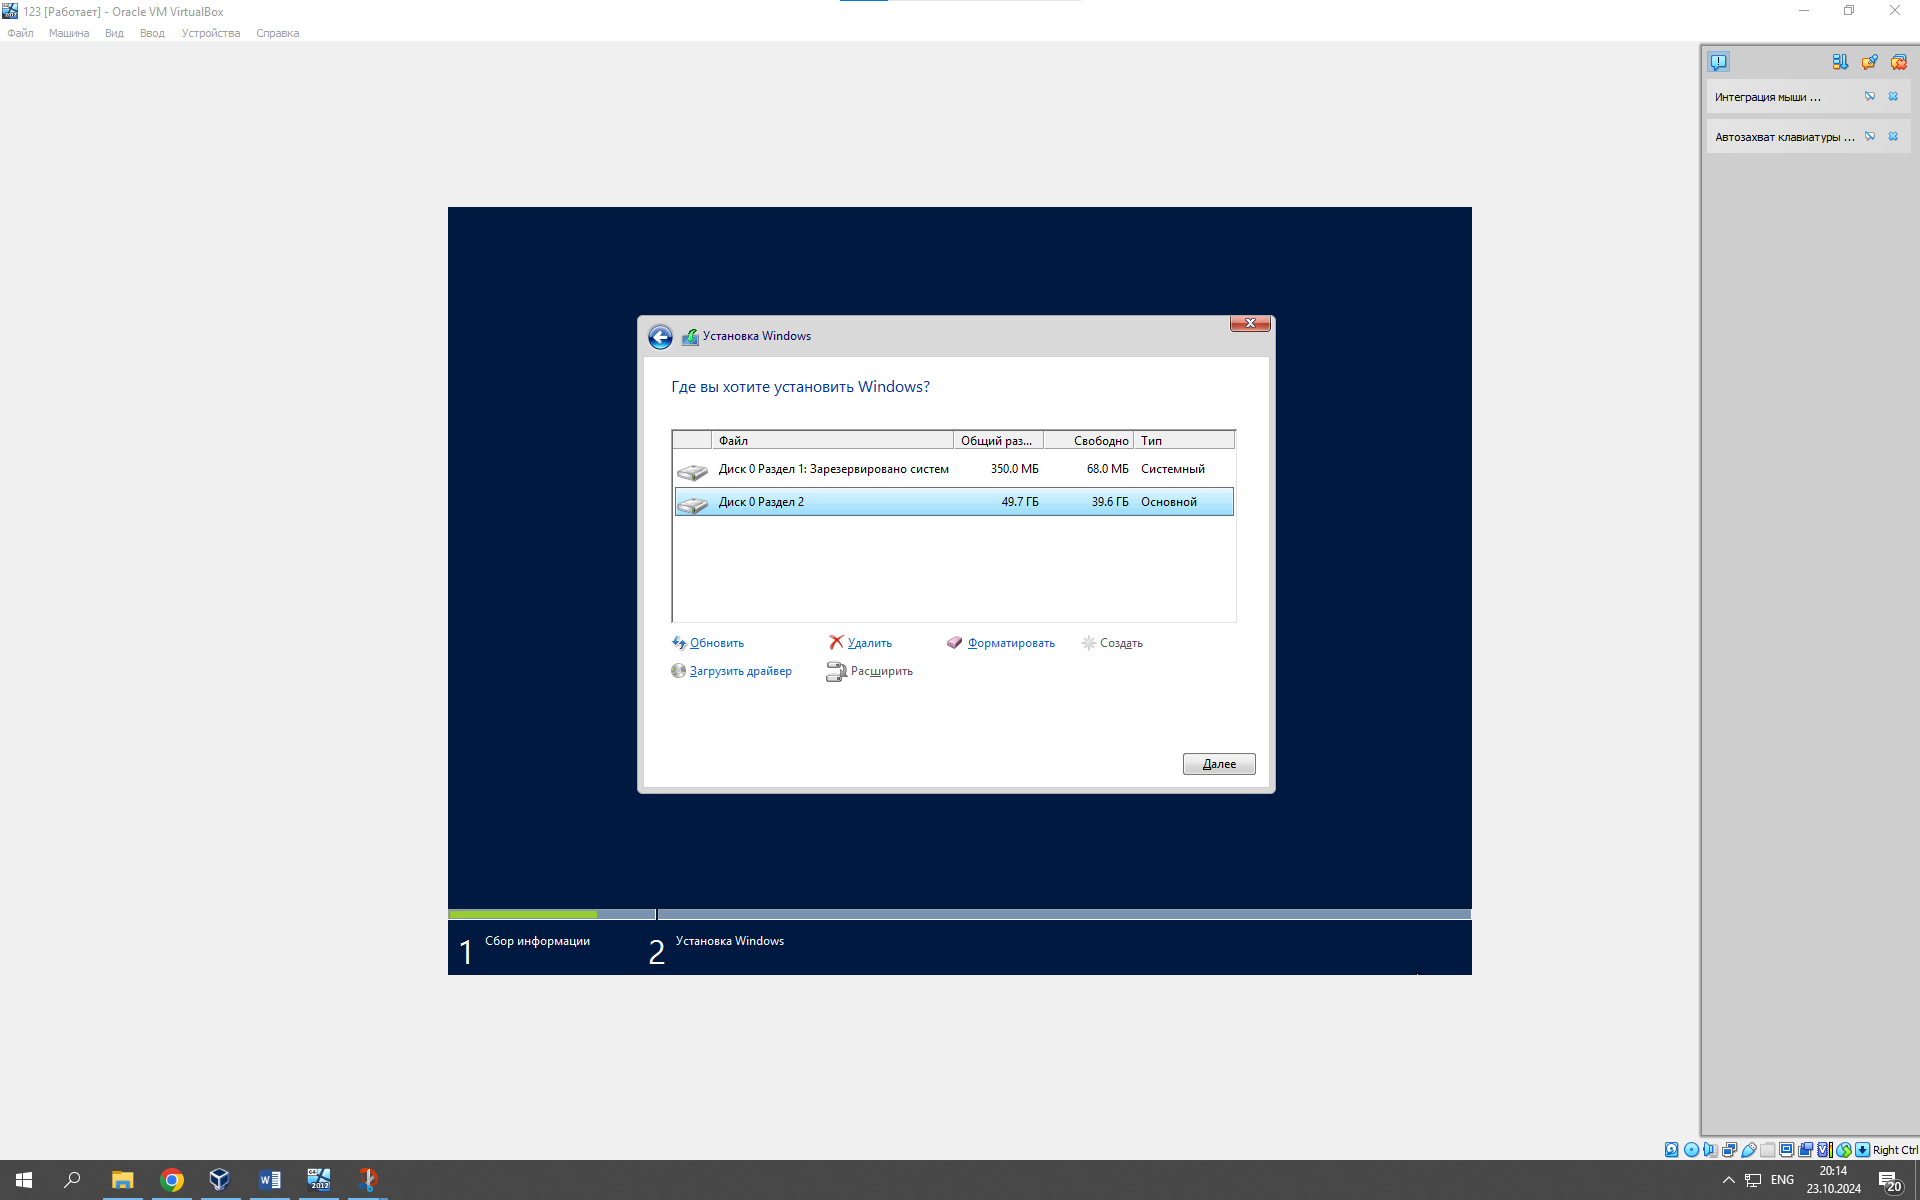 123 [Работает] - Oracle VM VirtualBox
Файл Машина Вид Ввод Устройства Справка
Интеграция мыши ...
Автозахват клавиатуры ...
Установка Windows
Где вы хотите установить Windows?
Файл Общий раз... Свободно Тип
Диск 0 Раздел 1: Зарезервировано систем 350.0 МБ 68.0 МБ Системный
Диск 0 Раздел 2 49.7 ГБ 39.6 ГБ Основной
Обновить Удалить Форматировать Создать
Загрузить драйвер Расширить
Далее
1 Сбор информации 2 Установка Windows
Right Ctrl
64
2012
ENG
20:14
23.10.2024
20